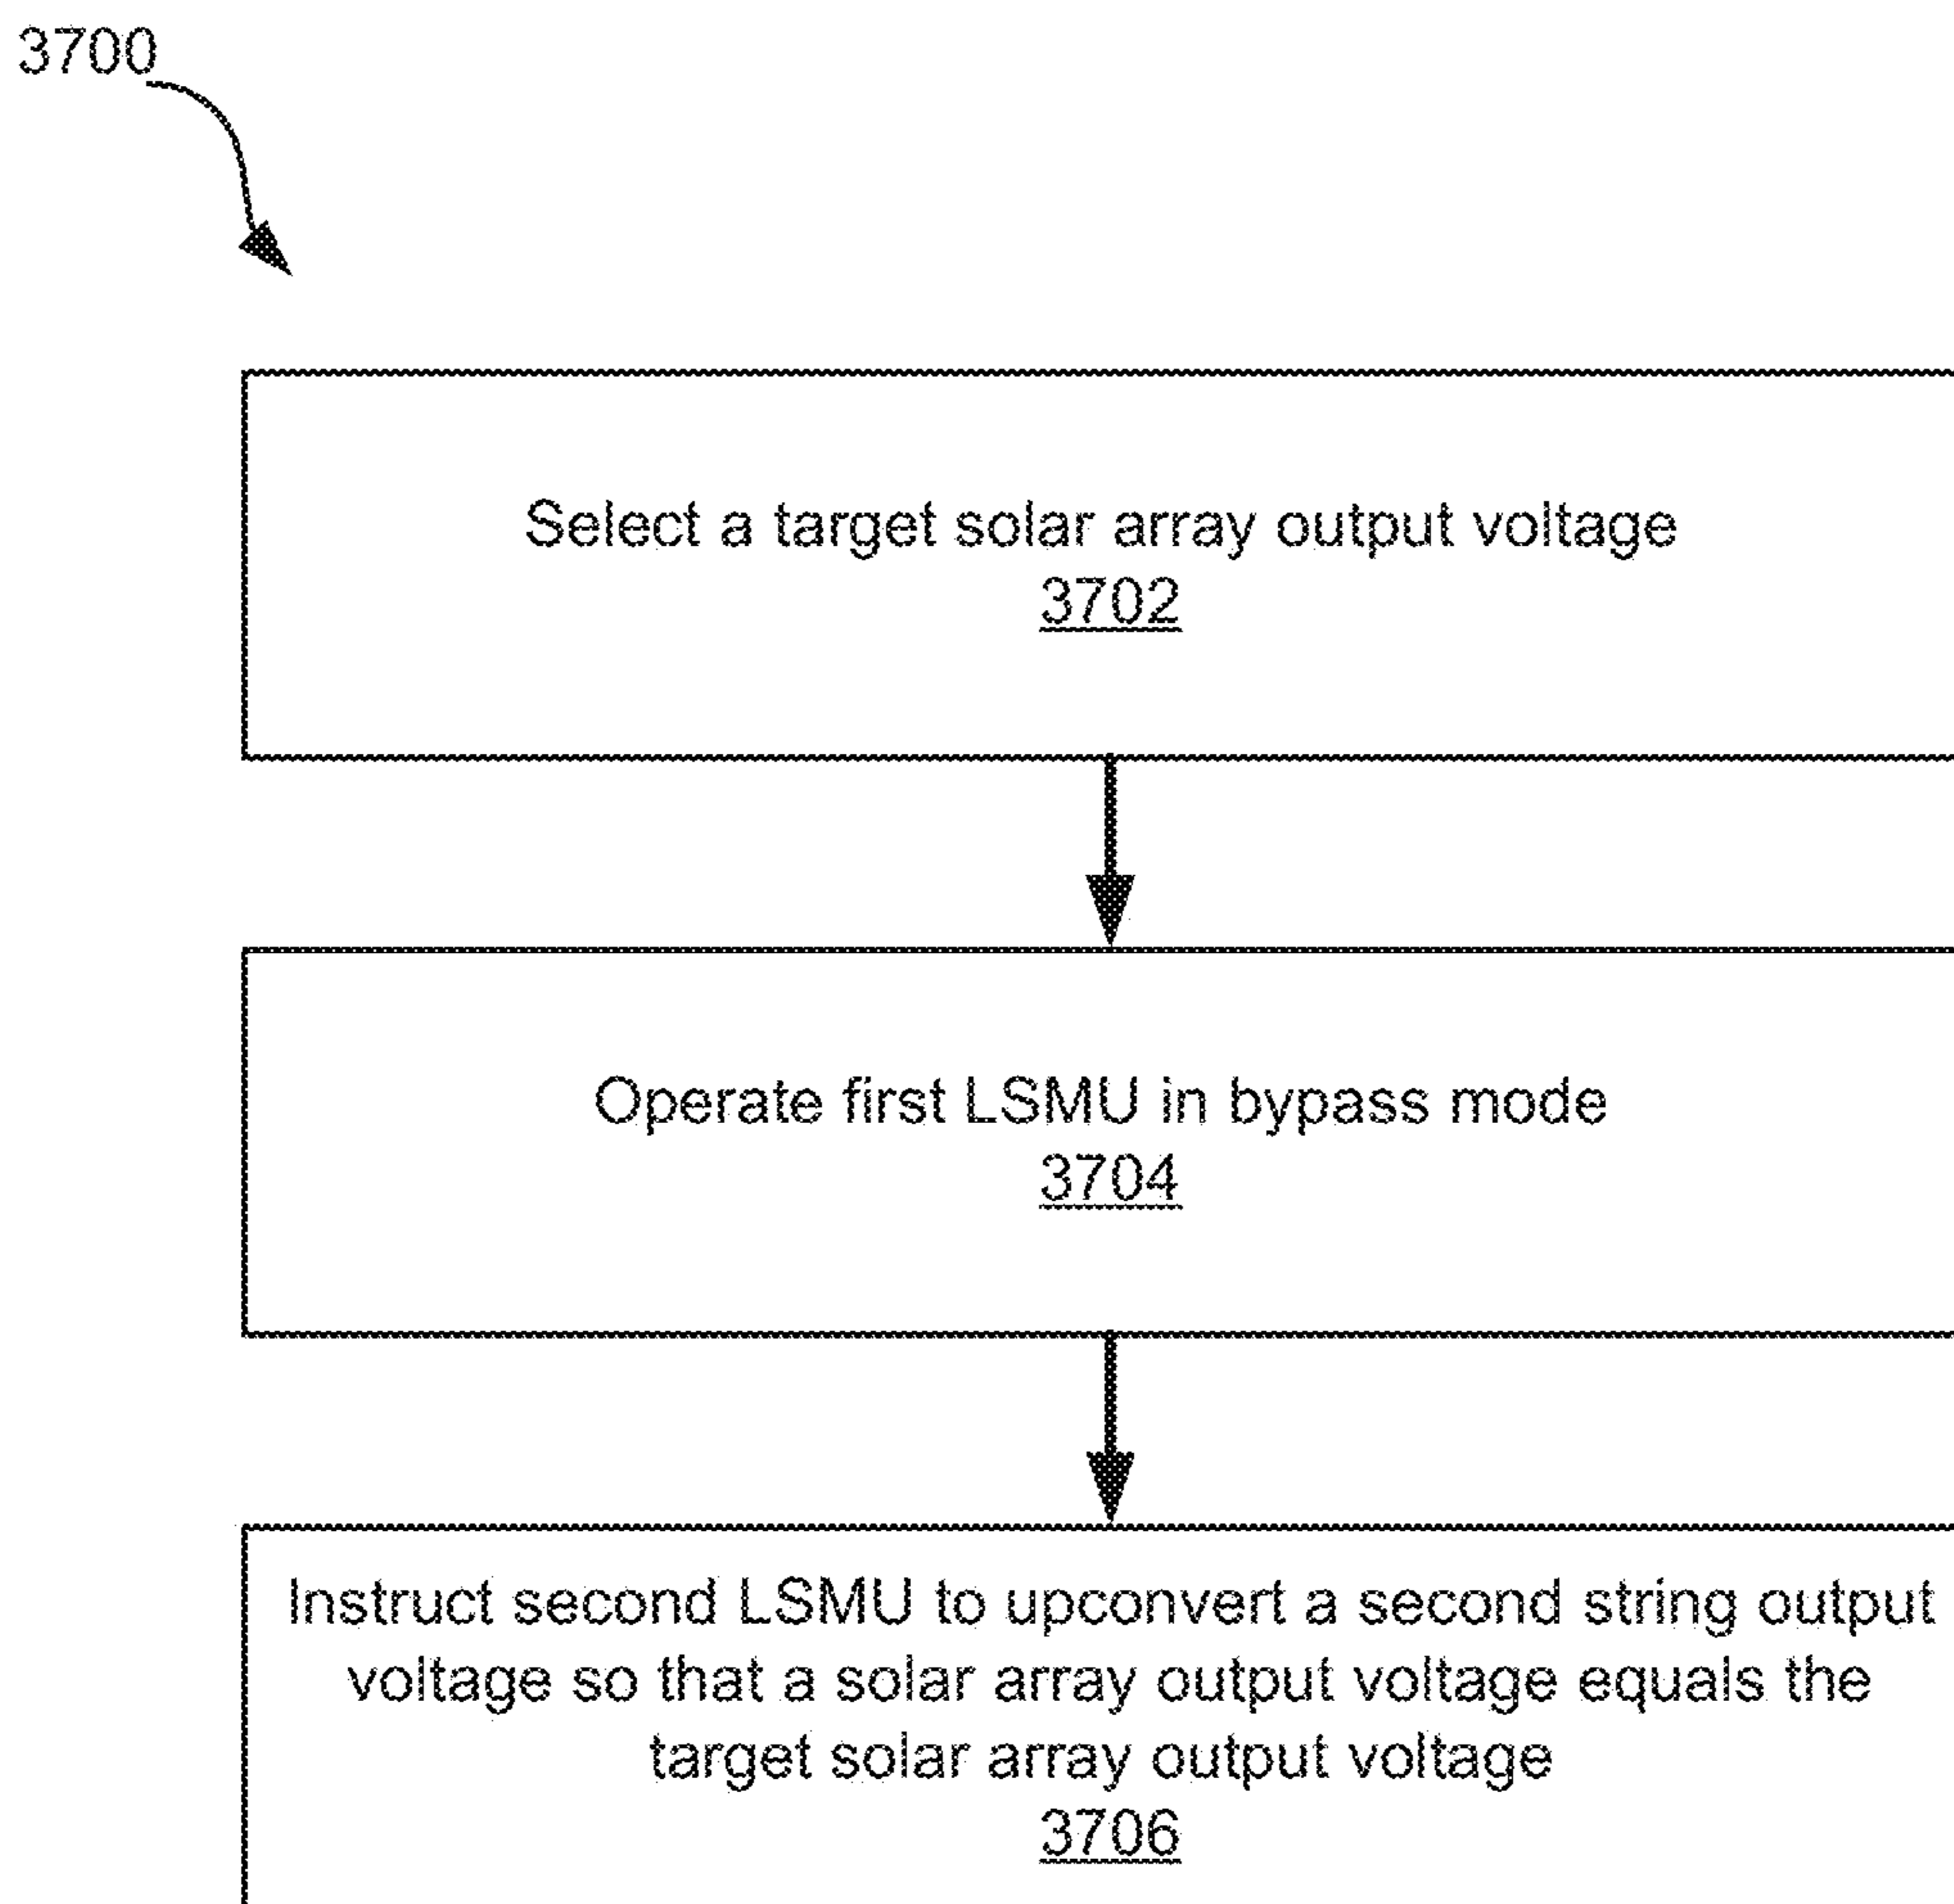 3700
Select a target solar array output voltage
3702
Operate first LSMU in bypass mode
3704
Instruct second LSMU to upconvert a second string output
voltage so that a solar array output voltage equals the
target solar array output voltage
3706